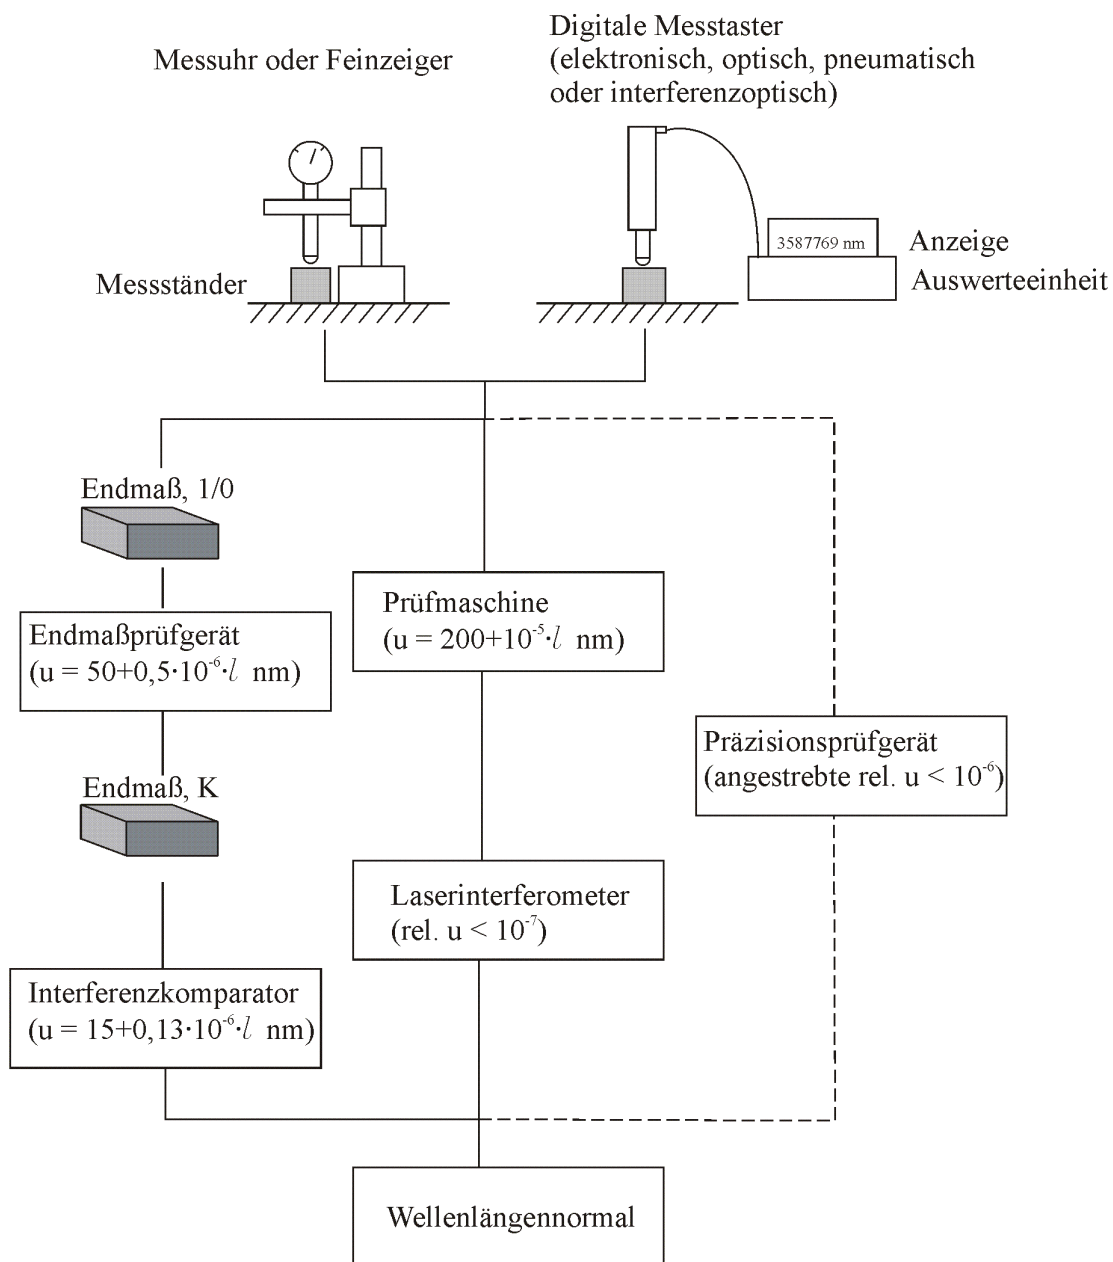 Messuhr oder Feinzeiger
Digitale Messtaster
(elektronisch, optisch, pneumatisch
oder interferenzoptisch)
3587769 nm
Anzeige
Messständer
Auswerteeinheit
Endmaß, 1/0
Endmaßprüfgerät
(u = 50+0,5·10⁻⁶·l nm)
Endmaß, K
Interferenzkomparator
(u = 15+0,13·10⁻⁶·l nm)
Prüfmaschine
(u = 200+10⁻⁵·l nm)
Laserinterferometer
(rel. u < 10⁻⁷)
Präzisionsprüfgerät
(angestrebte rel. u < 10⁻⁶)
Wellenlängennormal